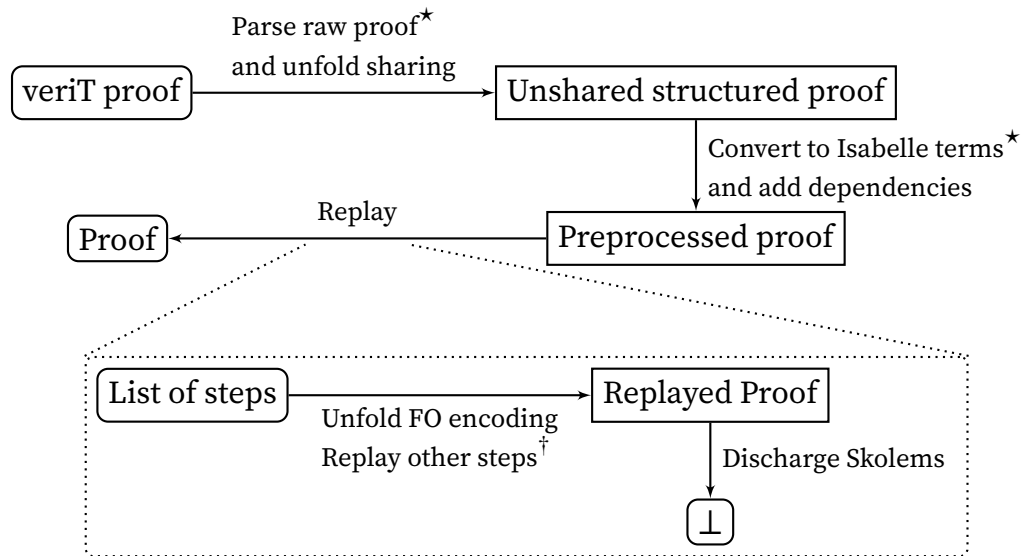 Parse raw proof★
and unfold sharing
veriT proof
Unshared structured proof
Convert to Isabelle terms★
and add dependencies
Replay
Proof
Preprocessed proof
List of steps
Replayed Proof
Unfold FO encoding
Replay other steps†
Discharge Skolems
⊥